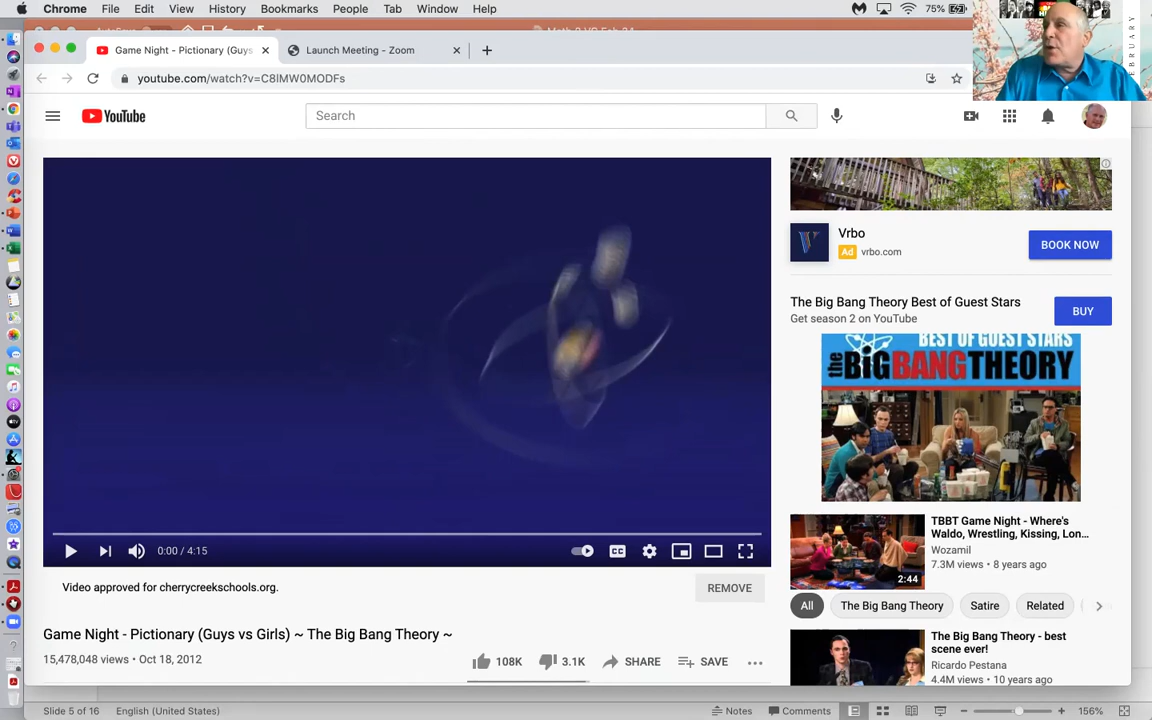 Chrome File Edit View History Bookmarks People Tab Window Help 75%
Game Night - Pictionary (Guys Launch Meeting - Zoom
youtube.com/watch?v=C8lMW0MODFs
YouTube Search
Vrbo
Ad vrbo.com
BOOK NOW
The Big Bang Theory Best of Guest Stars
Get season 2 on YouTube
BUY
BEST OF GUEST STARS
the BIG BANG THEORY
0:00 / 4:15
CC
Video approved for cherrycreekschools.org.
REMOVE
Game Night - Pictionary (Guys vs Girls) ~ The Big Bang Theory ~
15,478,048 views • Oct 18, 2012
108K 3.1K SHARE SAVE
TBBT Game Night - Where's
Waldo, Wrestling, Kissing, Lon...
Wozamil
7.3M views • 8 years ago
2:44
All The Big Bang Theory Satire Related
The Big Bang Theory - best
scene ever!
Ricardo Pestana
4.4M views • 10 years ago
Slide 5 of 16 English (United States) Notes Comments 156%